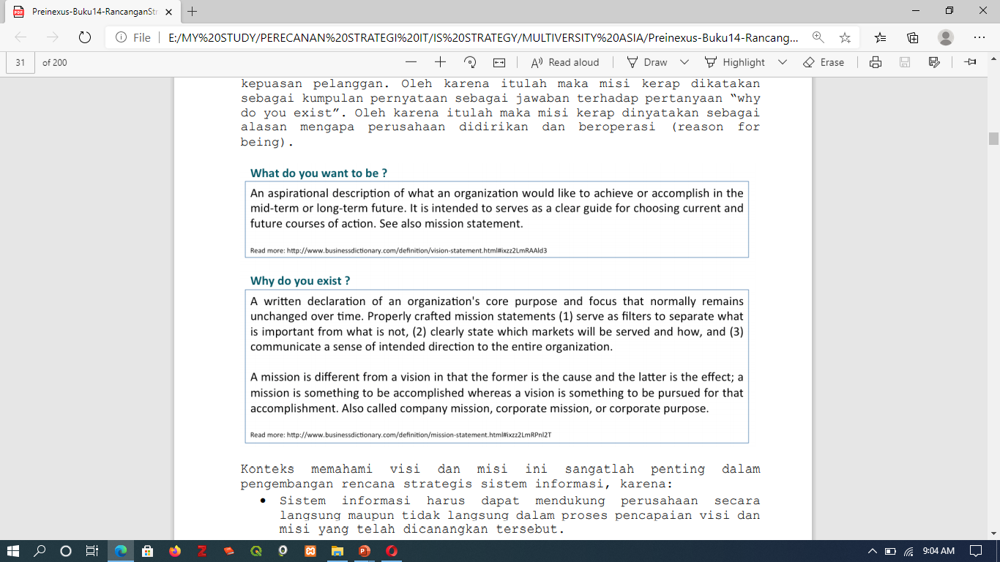 Preinexus-Buku14-RancanganStr
File
E:/MY%20STUDY/PERECANAN%20STRATEGI%20IT/IS%20STRATEGY/MULTIVERSITY%20ASIA/Preinexus-Buku14-Rancang...
31 of 200
Read aloud
Draw
Highlight
Erase
kepuasan pelanggan. Oleh karena itulah maka misi kerap dikatakan
sebagai kumpulan pernyataan sebagai jawaban terhadap pertanyaan “why
do you exist”. Oleh karena itulah maka misi kerap dinyatakan sebagai
alasan mengapa perusahaan didirikan dan beroperasi (reason for
being).
What do you want to be ?
An aspirational description of what an organization would like to achieve or accomplish in the
mid-term or long-term future. It is intended to serves as a clear guide for choosing current and
future courses of action. See also mission statement.
Read more: http://www.businessdictionary.com/definition/vision-statement.html#ixzz2LmRAAld3
Why do you exist ?
A written declaration of an organization's core purpose and focus that normally remains
unchanged over time. Properly crafted mission statements (1) serve as filters to separate what
is important from what is not, (2) clearly state which markets will be served and how, and (3)
communicate a sense of intended direction to the entire organization.
A mission is different from a vision in that the former is the cause and the latter is the effect; a
mission is something to be accomplished whereas a vision is something to be pursued for that
accomplishment. Also called company mission, corporate mission, or corporate purpose.
Read more: http://www.businessdictionary.com/definition/mission-statement.html#ixzz2LmRPnl2T
Konteks memahami visi dan misi ini sangatlah penting dalam
pengembangan rencana strategis sistem informasi, karena:
• Sistem informasi harus dapat mendukung perusahaan secara
langsung maupun tidak langsung dalam proses pencapaian visi dan
misi yang telah dicanangkan tersebut.
9:04 AM